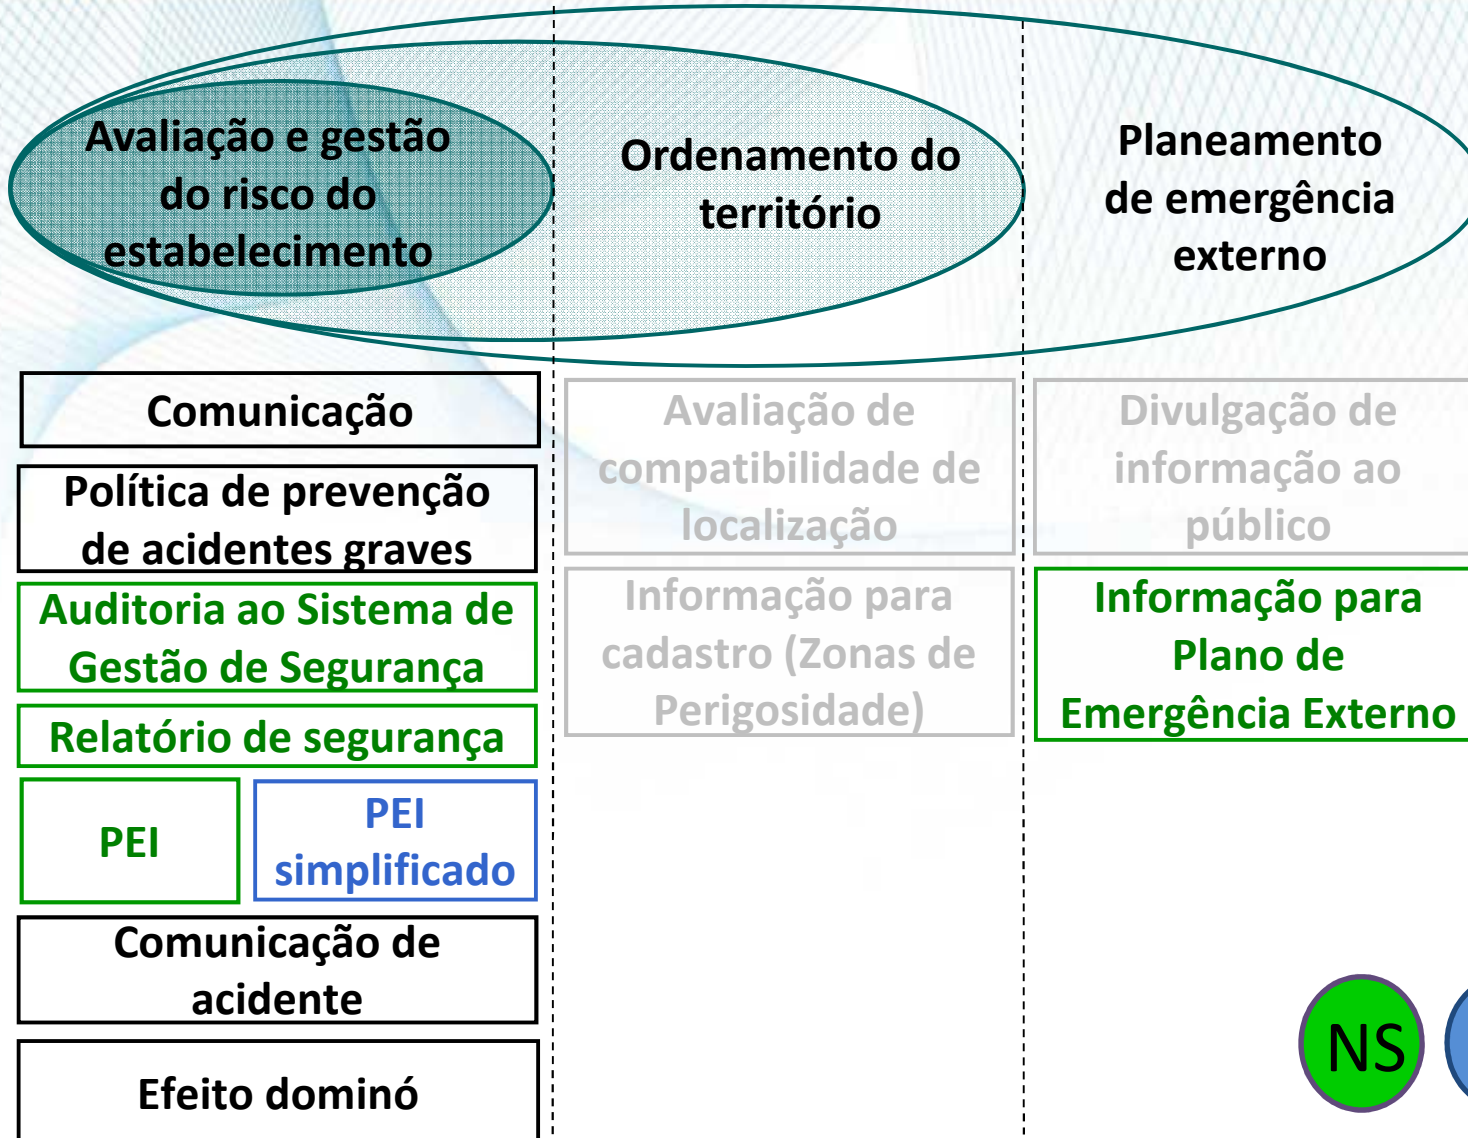 Avaliação e gestão
do risco do
estabelecimento
Ordenamento do
território
Planeamento
de emergência
externo
Comunicação
Política de prevenção
de acidentes graves
Auditoria ao Sistema de
Gestão de Segurança
Relatório de segurança
PEI
PEI
simplificado
Comunicação de
acidente
Efeito dominó
Avaliação de
compatibilidade de
localização
Informação para
cadastro (Zonas de
Perigosidade)
Divulgação de
informação ao
público
Informação para
Plano de
Emergência Externo
NS